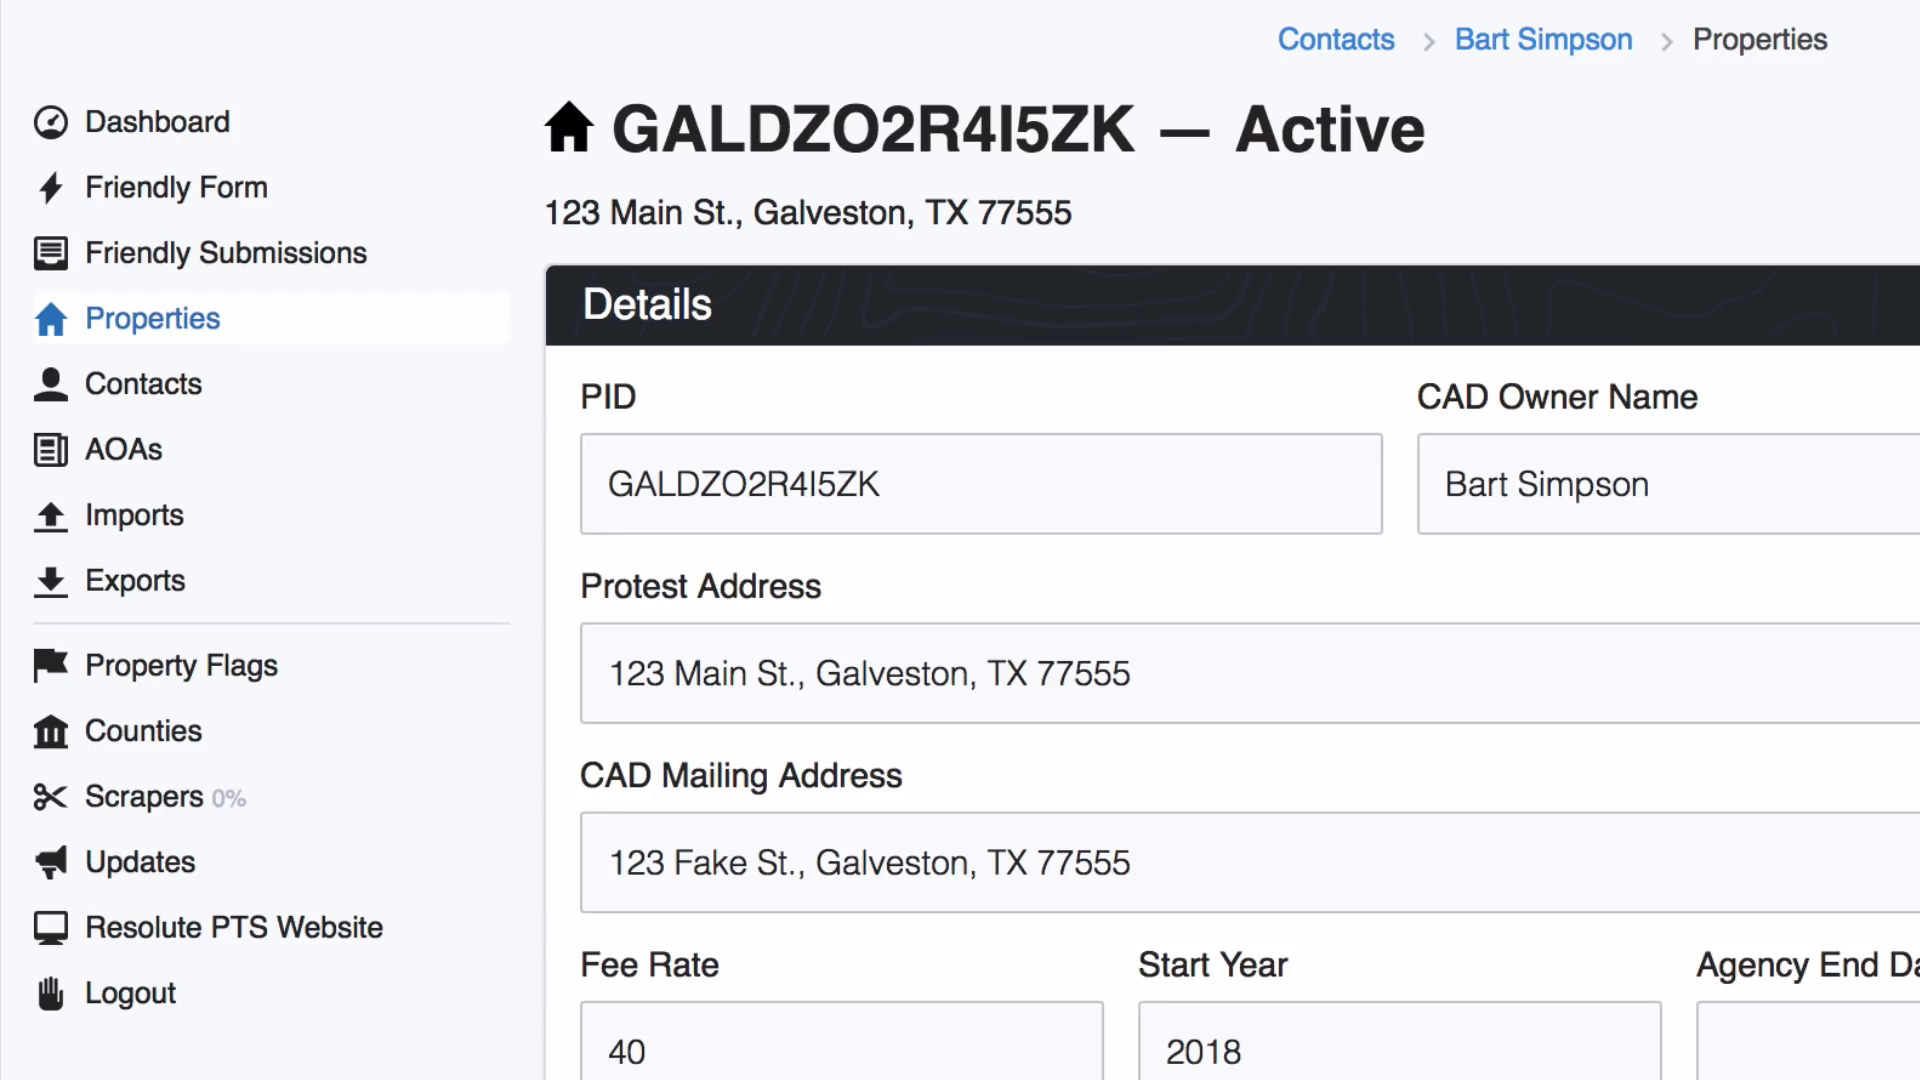 Contacts > Bart Simpson > Properties
Dashboard
Friendly Form
Friendly Submissions
Properties
Contacts
AOAs
Imports
Exports
Property Flags
Counties
Scrapers 0%
Updates
Resolute PTS Website
Logout
GALDZO2R4I5ZK — Active
123 Main St., Galveston, TX 77555
Details
PID
CAD Owner Name
GALDZO2R4I5ZK
Bart Simpson
Protest Address
123 Main St., Galveston, TX 77555
CAD Mailing Address
123 Fake St., Galveston, TX 77555
Fee Rate
Start Year
Agency End
40
2018